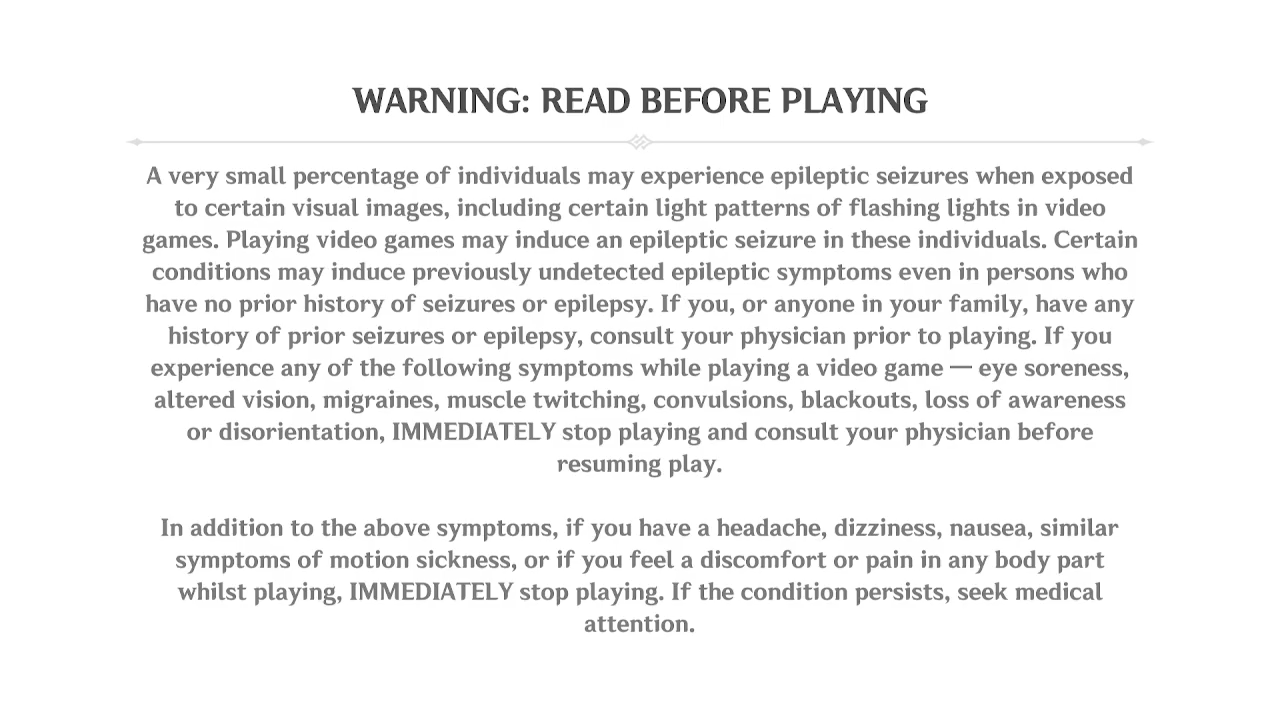 WARNING: READ BEFORE PLAYING
A very small percentage of individuals may experience epileptic seizures when exposed
to certain visual images, including certain light patterns of flashing lights in video
games. Playing video games may induce an epileptic seizure in these individuals. Certain
conditions may induce previously undetected epileptic symptoms even in persons who
have no prior history of seizures or epilepsy. If you, or anyone in your family, have any
history of prior seizures or epilepsy, consult your physician prior to playing. If you
experience any of the following symptoms while playing a video game — eye soreness,
altered vision, migraines, muscle twitching, convulsions, blackouts, loss of awareness
or disorientation, IMMEDIATELY stop playing and consult your physician before
resuming play.
In addition to the above symptoms, if you have a headache, dizziness, nausea, similar
symptoms of motion sickness, or if you feel a discomfort or pain in any body part
whilst playing, IMMEDIATELY stop playing. If the condition persists, seek medical
attention.